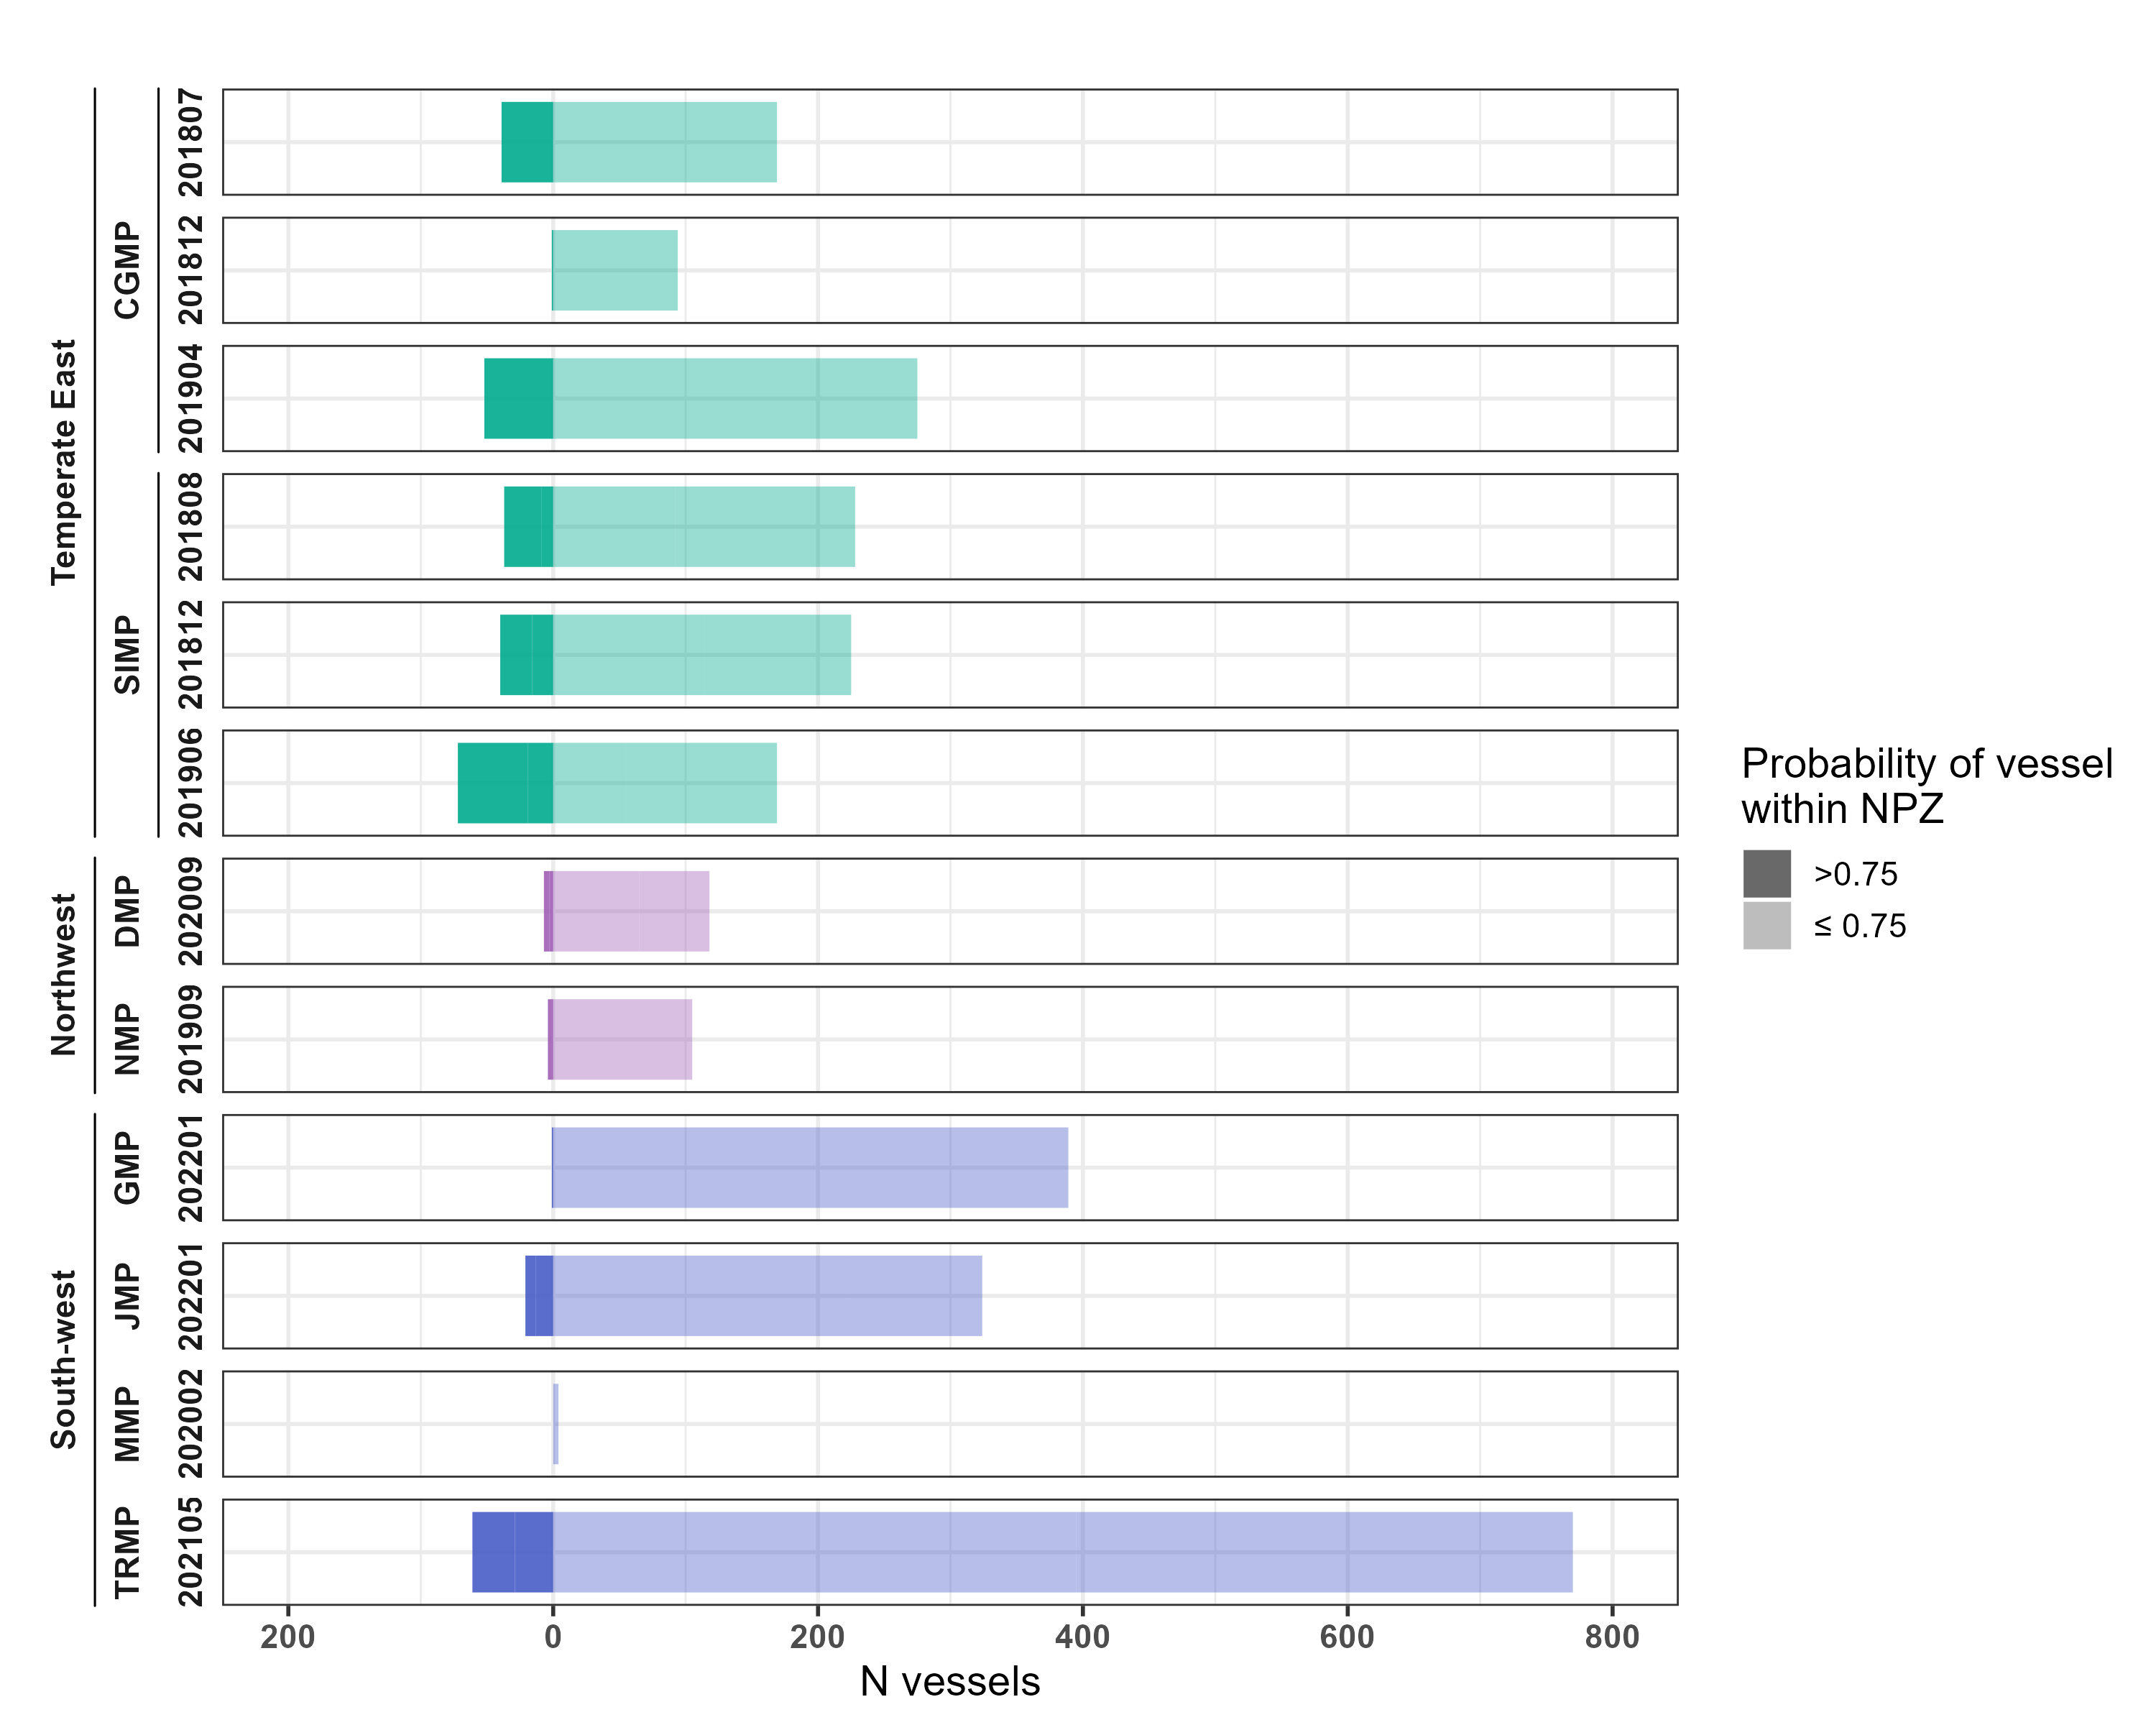 Temperate East
CGMP
201807
201812
201904
SIMP
201808
201812
201906
Northwest
DMP
202009
NMP
201909
South-west
GMP
202201
JMP
202201
MMP
202002
TRMP
202105
200
0
200
400
600
800
N vessels
Probability of vessel
within NPZ
>0.75
≤ 0.75